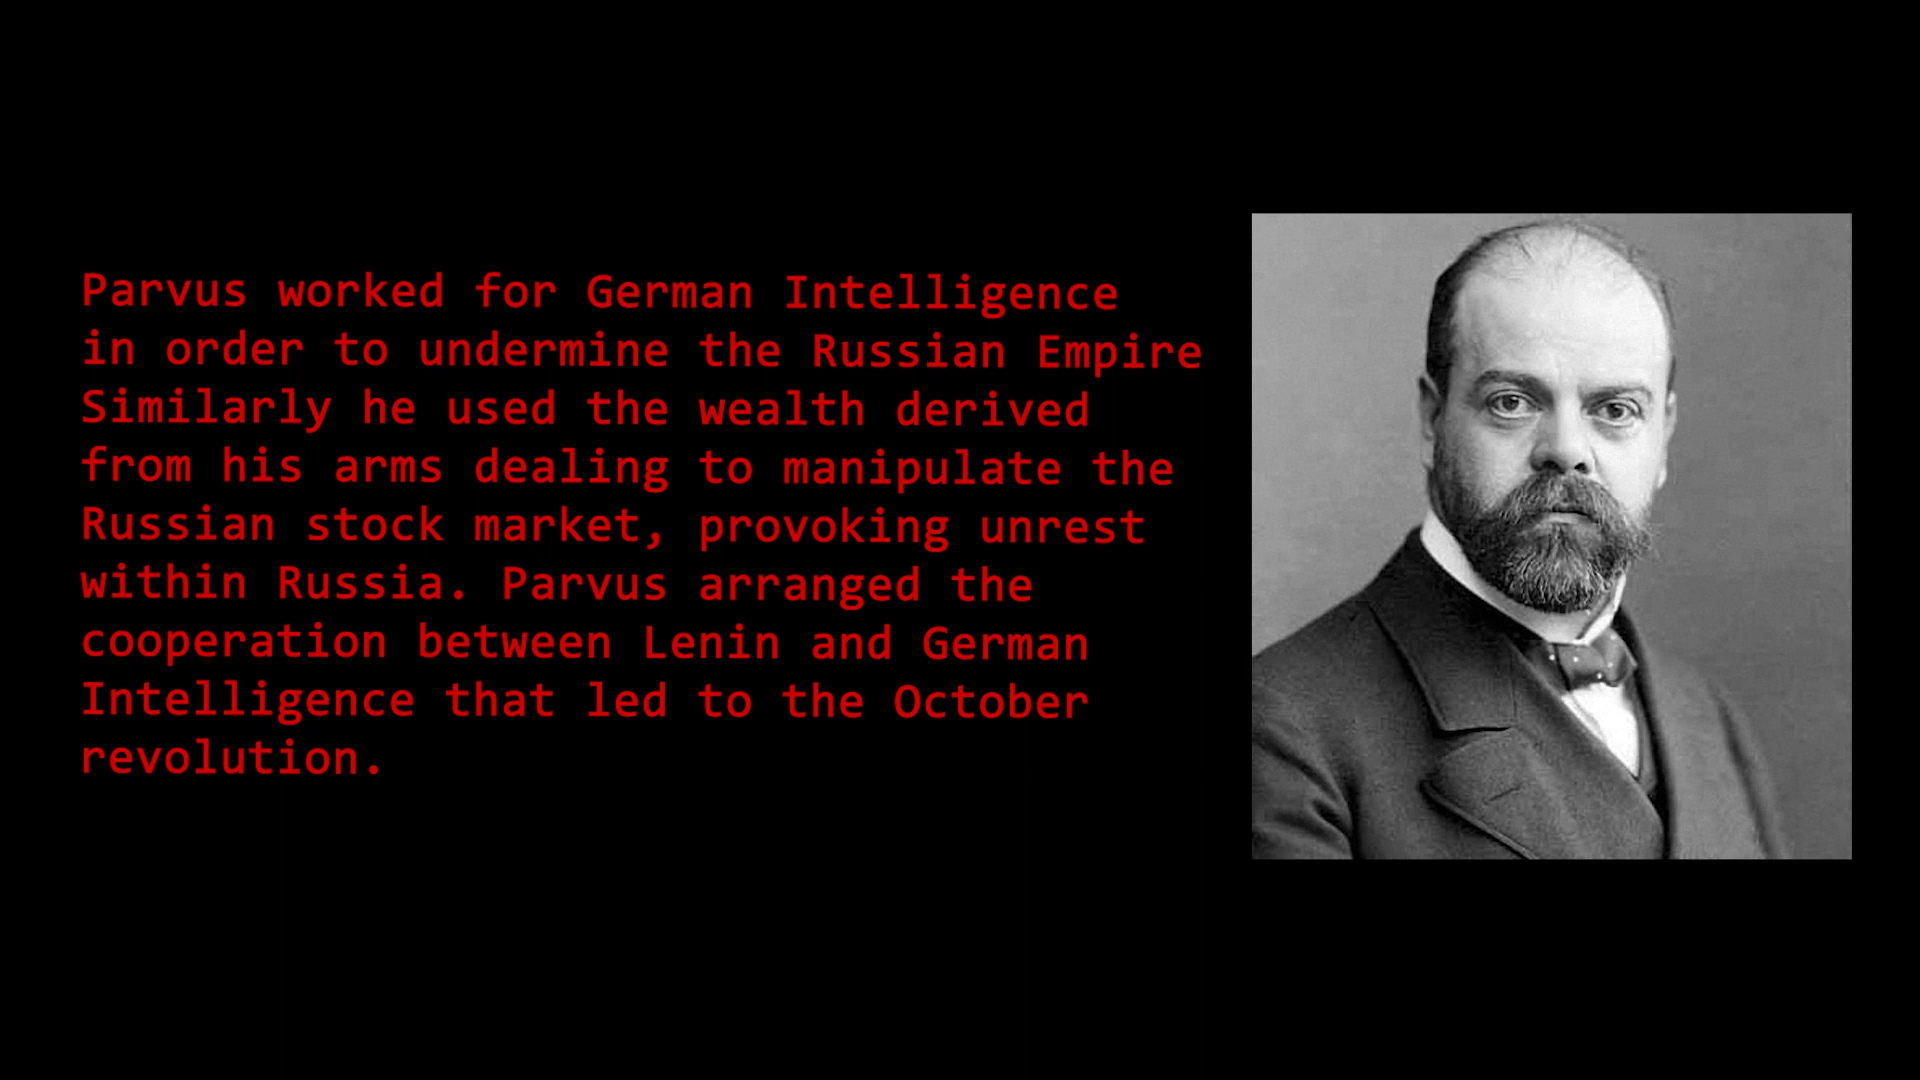 Parvus worked for German Intelligence
in order to undermine the Russian Empire
Similarly he used the wealth derived
from his arms dealing to manipulate the
Russian stock market, provoking unrest
within Russia. Parvus arranged the
cooperation between Lenin and German
Intelligence that led to the October
revolution.